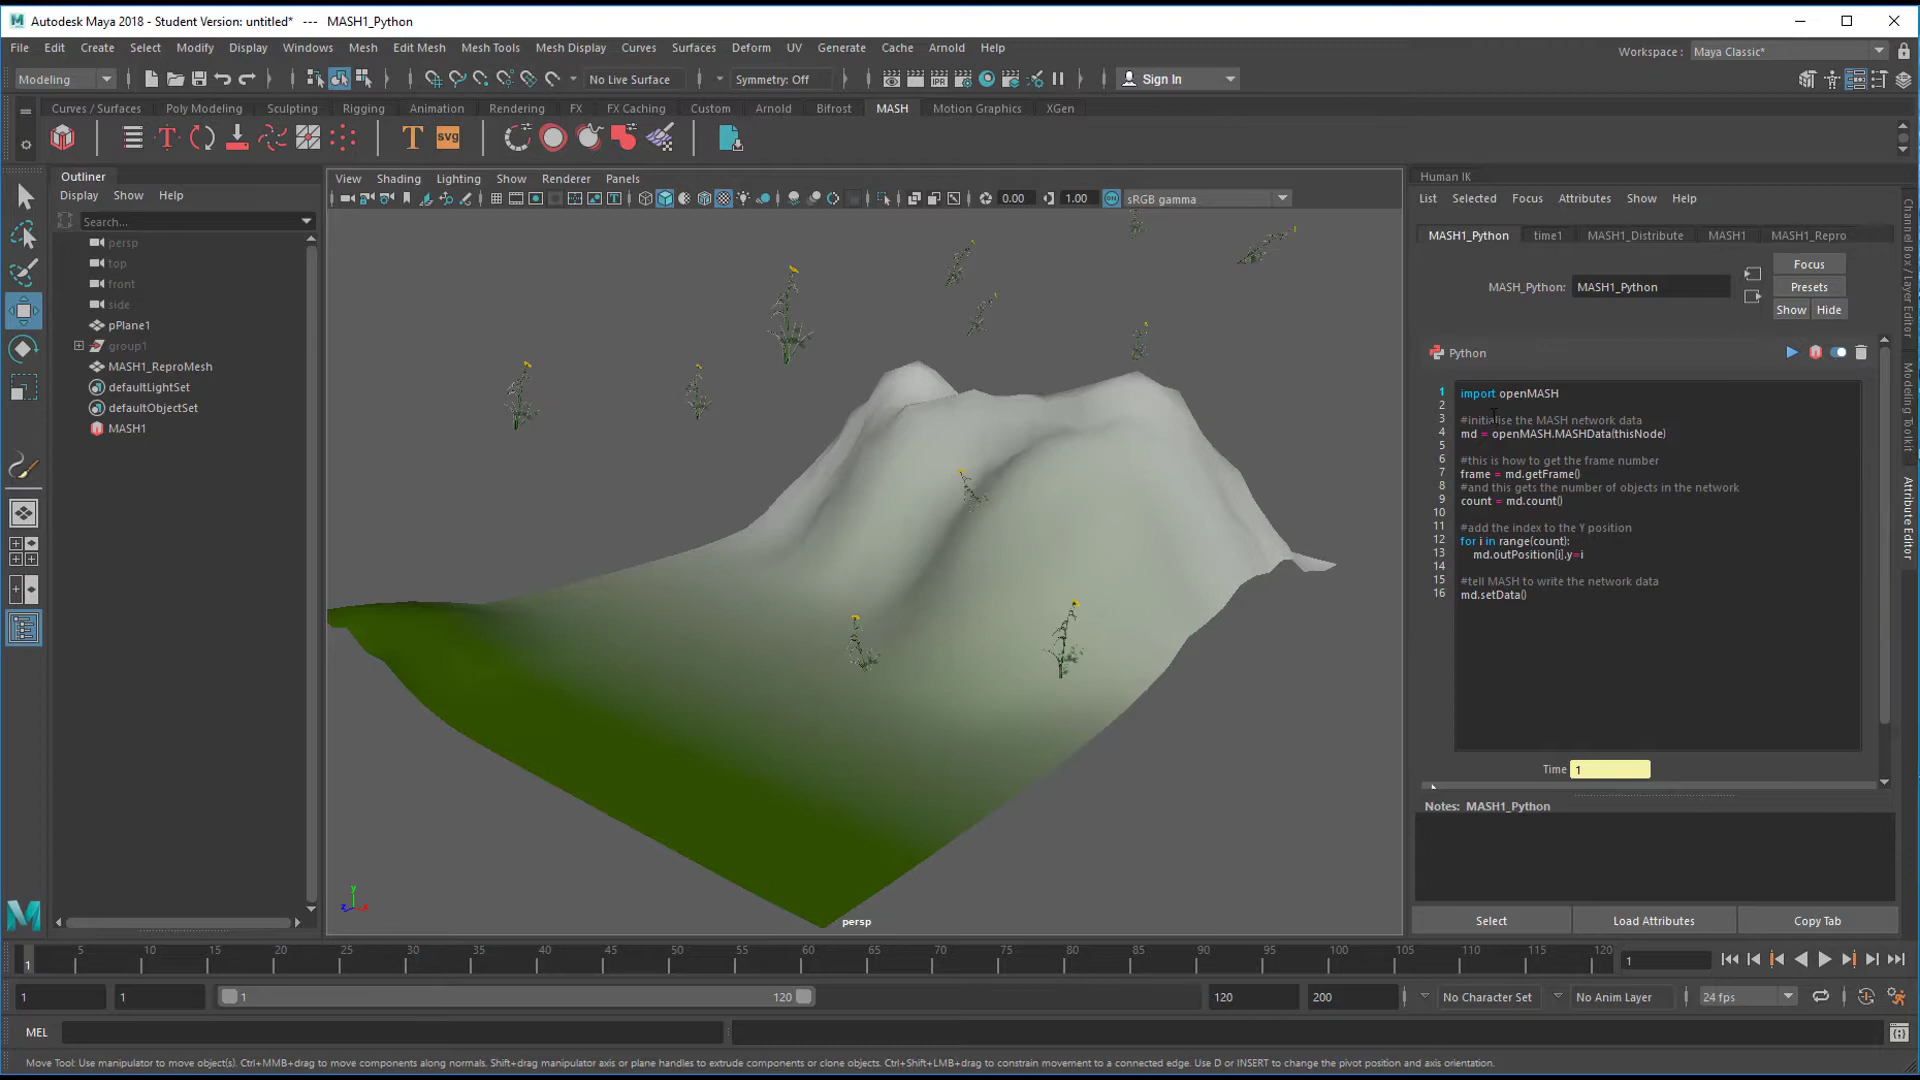 Autodesk Maya 2018 - Student Version: untitled* --- MASH1_Python
File Edit Create Select Modify Display Windows Mesh Edit Mesh Mesh Tools Mesh Display Curves Surfaces Deform UV Generate Cache Arnold Help
Workspace : Maya Classic*
Modeling No Live Surface Symmetry: Off Sign In
Curves / Surfaces Poly Modeling Sculpting Rigging Animation Rendering FX FX Caching Custom Arnold Bifrost MASH Motion Graphics XGen
T T svg
Outliner
Display Show Help
Search...
persp
top
front
side
pPlane1
group1
MASH1_ReproMesh
defaultLightSet
defaultObjectSet
MASH1
View Shading Lighting Show Renderer Panels
0.00 1.00 ON sRGB gamma
persp
y
z x
Human IK
List Selected Focus Attributes Show Help
MASH1_Python time1 MASH1_Distribute MASH1 MASH1_Repro
MASH_Python: MASH1_Python
Focus
Presets
Show Hide
Python
1 import openMASH
2
3 #initialise the MASH network data
4 md = openMASH.MASHData(thisNode)
5
6 #this is how to get the frame number
7 frame = md.getFrame()
8 #and this gets the number of objects in the network
9 count = md.count()
10
11 #add the index to the Y position
12 for i in range(count):
13 md.outPosition[i].y=i
14
15 #tell MASH to write the network data
16 md.setData()
Time 1
Notes: MASH1_Python
Select Load Attributes Copy Tab
Channel Box / Layer Editor
Modeling Toolkit
Attribute Editor
1 5 10 15 20 25 30 35 40 45 50 55 60 65 70 75 80 85 90 95 100 105 110 115 120
1
1 1 1 120 120 200 No Character Set No Anim Layer 24 fps
MEL
Move Tool: Use manipulator to move object(s). Ctrl+MMB+drag to move components along normals. Shift+drag manipulator axis or plane handles to extrude components or clone objects. Ctrl+Shift+LMB+drag to constrain movement to a connected edge. Use D or INSERT to change the pivot position and axis orientation.